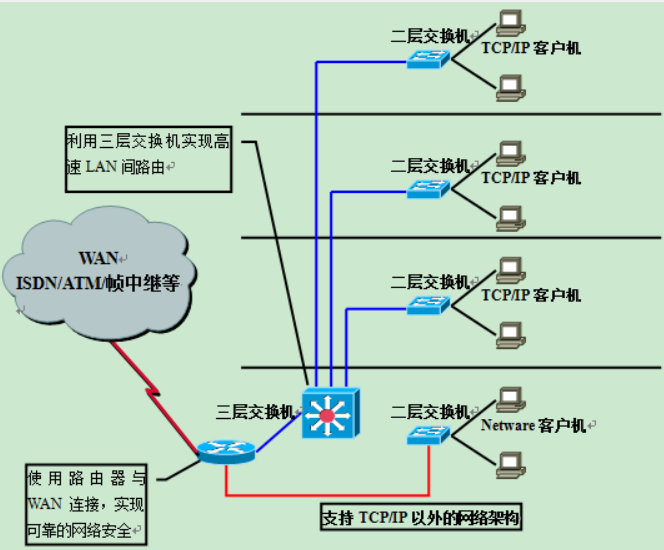 二层交换机
TCP/IP 客户机
利用三层交换机实现高
速 LAN 间路由
二层交换机
TCP/IP 客户机
WAN
ISDN/ATM/帧中继等
二层交换机
TCP/IP 客户机
三层交换机
二层交换机
Netware 客户机
使用路由器与
WAN 连接，实现
可靠的网络安全
支持 TCP/IP 以外的网络架构